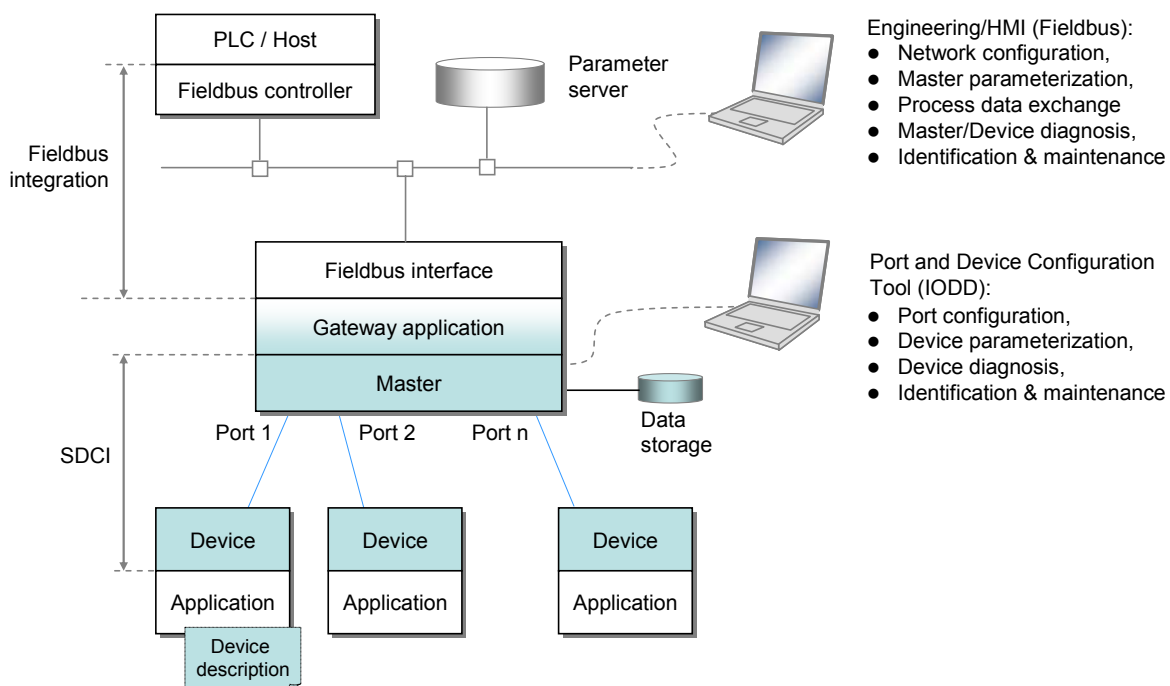 PLC / Host
Fieldbus controller
Parameter
server
Engineering/HMI (Fieldbus):
● Network configuration,
● Master parameterization,
● Process data exchange
● Master/Device diagnosis,
● Identification & maintenance
Fieldbus
integration
Fieldbus interface
Gateway application
Master
Port and Device Configuration
Tool (IODD):
● Port configuration,
● Device parameterization,
● Device diagnosis,
● Identification & maintenance
Data
storage
Port 1
Port 2
Port n
SDCI
Device
Device
Device
Application
Application
Application
Device
description